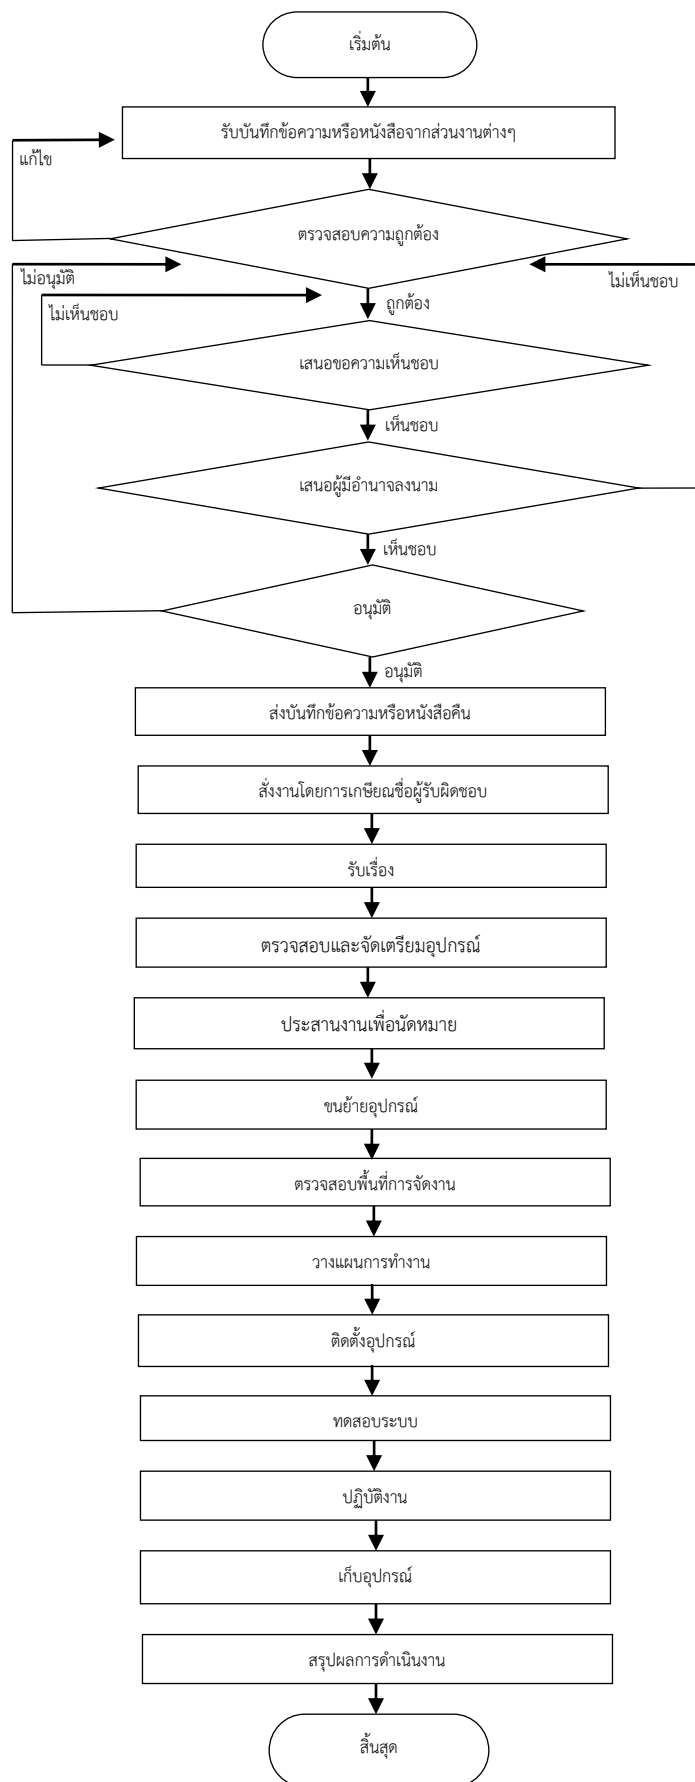 เริ่มต้น
รับบันทึกข้อความหรือหนังสือจากส่วนงานต่างๆ
แก้ไข
ตรวจสอบความถูกต้อง
ไม่อนุมัติ
ไม่เห็นชอบ
ถูกต้อง
ไม่เห็นชอบ
เสนอขอความเห็นชอบ
เห็นชอบ
เสนอผู้มีอำนาจลงนาม
เห็นชอบ
อนุมัติ
อนุมัติ
ส่งบันทึกข้อความหรือหนังสือคืน
สั่งงานโดยการเกษียณชื่อผู้รับผิดชอบ
รับเรื่อง
ตรวจสอบและจัดเตรียมอุปกรณ์
ประสานงานเพื่อนัดหมาย
ขนย้ายอุปกรณ์
ตรวจสอบพื้นที่การจัดงาน
วางแผนการทำงาน
ติดตั้งอุปกรณ์
ทดสอบระบบ
ปฏิบัติงาน
เก็บอุปกรณ์
สรุปผลการดำเนินงาน
สิ้นสุด